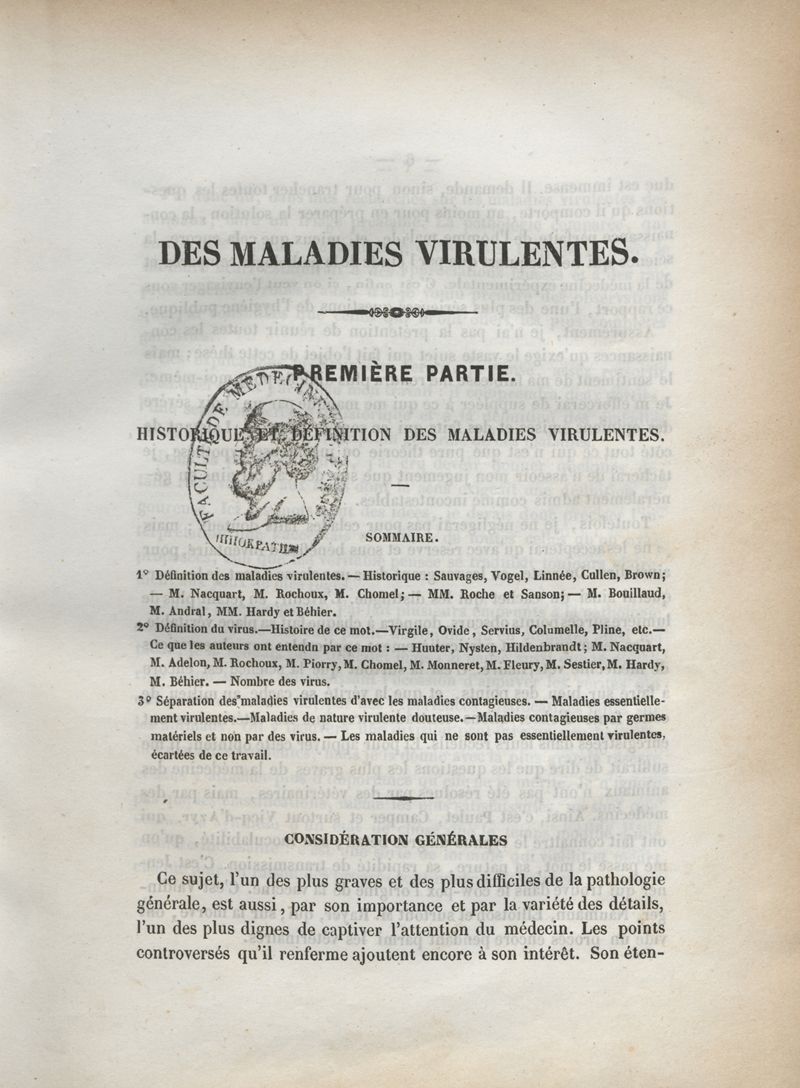 DES MALADIES VIRULENTES.
PREMIÈRE PARTIE.
HISTORIQUE ET DÉFINITION DES MALADIES VIRULENTES.
FACULTÉ DE MEDECINE
SOMMAIRE.
1º Définition des maladies virulentes. — Historique : Sauvages, Vogel, Linnée, Cullen, Brown;
— M. Nacquart, M. Rochoux, M. Chomel; — MM. Roche et Sanson; — M. Bouillaud,
M. Andral, MM. Hardy et Béhier.
2º Définition du virus.—Histoire de ce mot.—Virgile, Ovide, Servius, Columelle, Pline, etc.—
Ce que les auteurs ont entendu par ce mot : — Hunter, Nysten, Hildenbrandt; M. Nacquart,
M. Adelon, M. Rochoux, M. Piorry, M. Chomel, M. Monneret, M. Fleury, M. Sestier, M. Hardy,
M. Béhier. — Nombre des virus.
3º Séparation des maladies virulentes d'avec les maladies contagieuses. — Maladies essentielle-
ment virulentes.—Maladies de nature virulente douteuse.—Maladies contagieuses par germes
matériels et non par des virus. — Les maladies qui ne sont pas essentiellement virulentes,
écartées de ce travail.
CONSIDÉRATION GÉNÉRALES
Ce sujet, l'un des plus graves et des plus difficiles de la pathologie
générale, est aussi, par son importance et par la variété des détails,
l'un des plus dignes de captiver l'attention du médecin. Les points
controversés qu'il renferme ajoutent encore à son intérêt. Son éten-